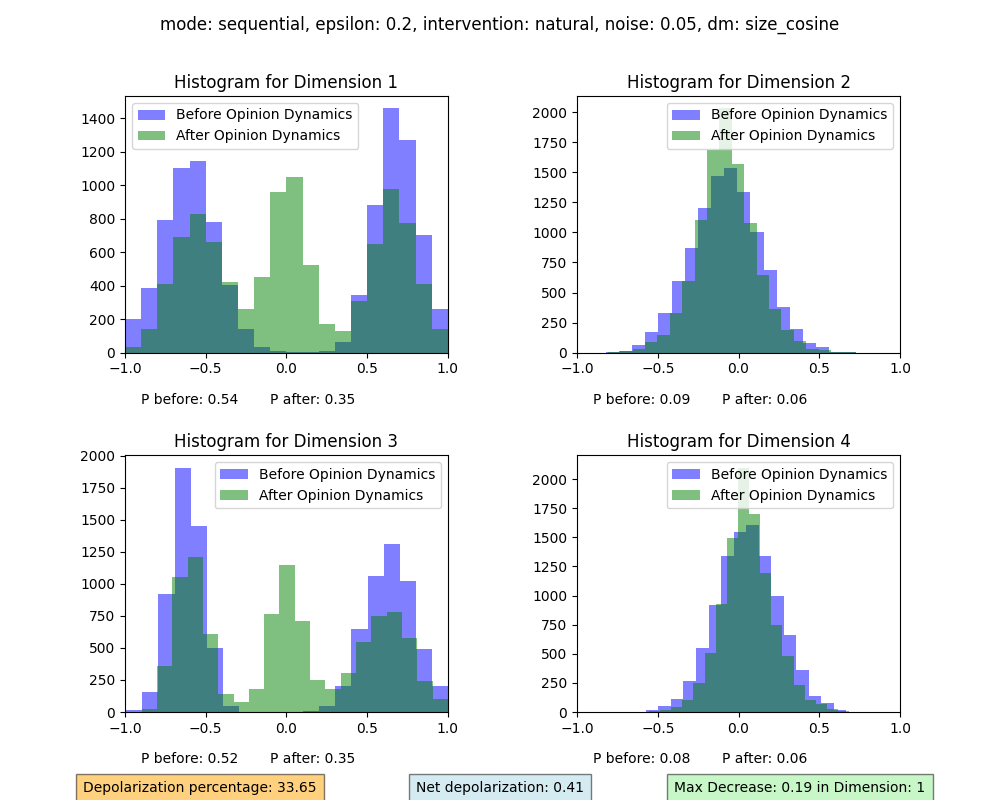 mode: sequential, epsilon: 0.2, intervention: natural, noise: 0.05, dm: size_cosine
Histogram for Dimension 1
Before Opinion Dynamics
After Opinion Dynamics
1400
1200
1000
800
600
400
200
0
−1.0 −0.5 0.0 0.5 1.0
P before: 0.54 P after: 0.35
Histogram for Dimension 2
Before Opinion Dynamics
After Opinion Dynamics
2000
1750
1500
1250
1000
750
500
250
0
−1.0 −0.5 0.0 0.5 1.0
P before: 0.09 P after: 0.06
Histogram for Dimension 3
Before Opinion Dynamics
After Opinion Dynamics
2000
1750
1500
1250
1000
750
500
250
0
−1.0 −0.5 0.0 0.5 1.0
P before: 0.52 P after: 0.35
Histogram for Dimension 4
Before Opinion Dynamics
After Opinion Dynamics
2000
1750
1500
1250
1000
750
500
250
0
−1.0 −0.5 0.0 0.5 1.0
P before: 0.08 P after: 0.06
Depolarization percentage: 33.65
Net depolarization: 0.41
Max Decrease: 0.19 in Dimension: 1